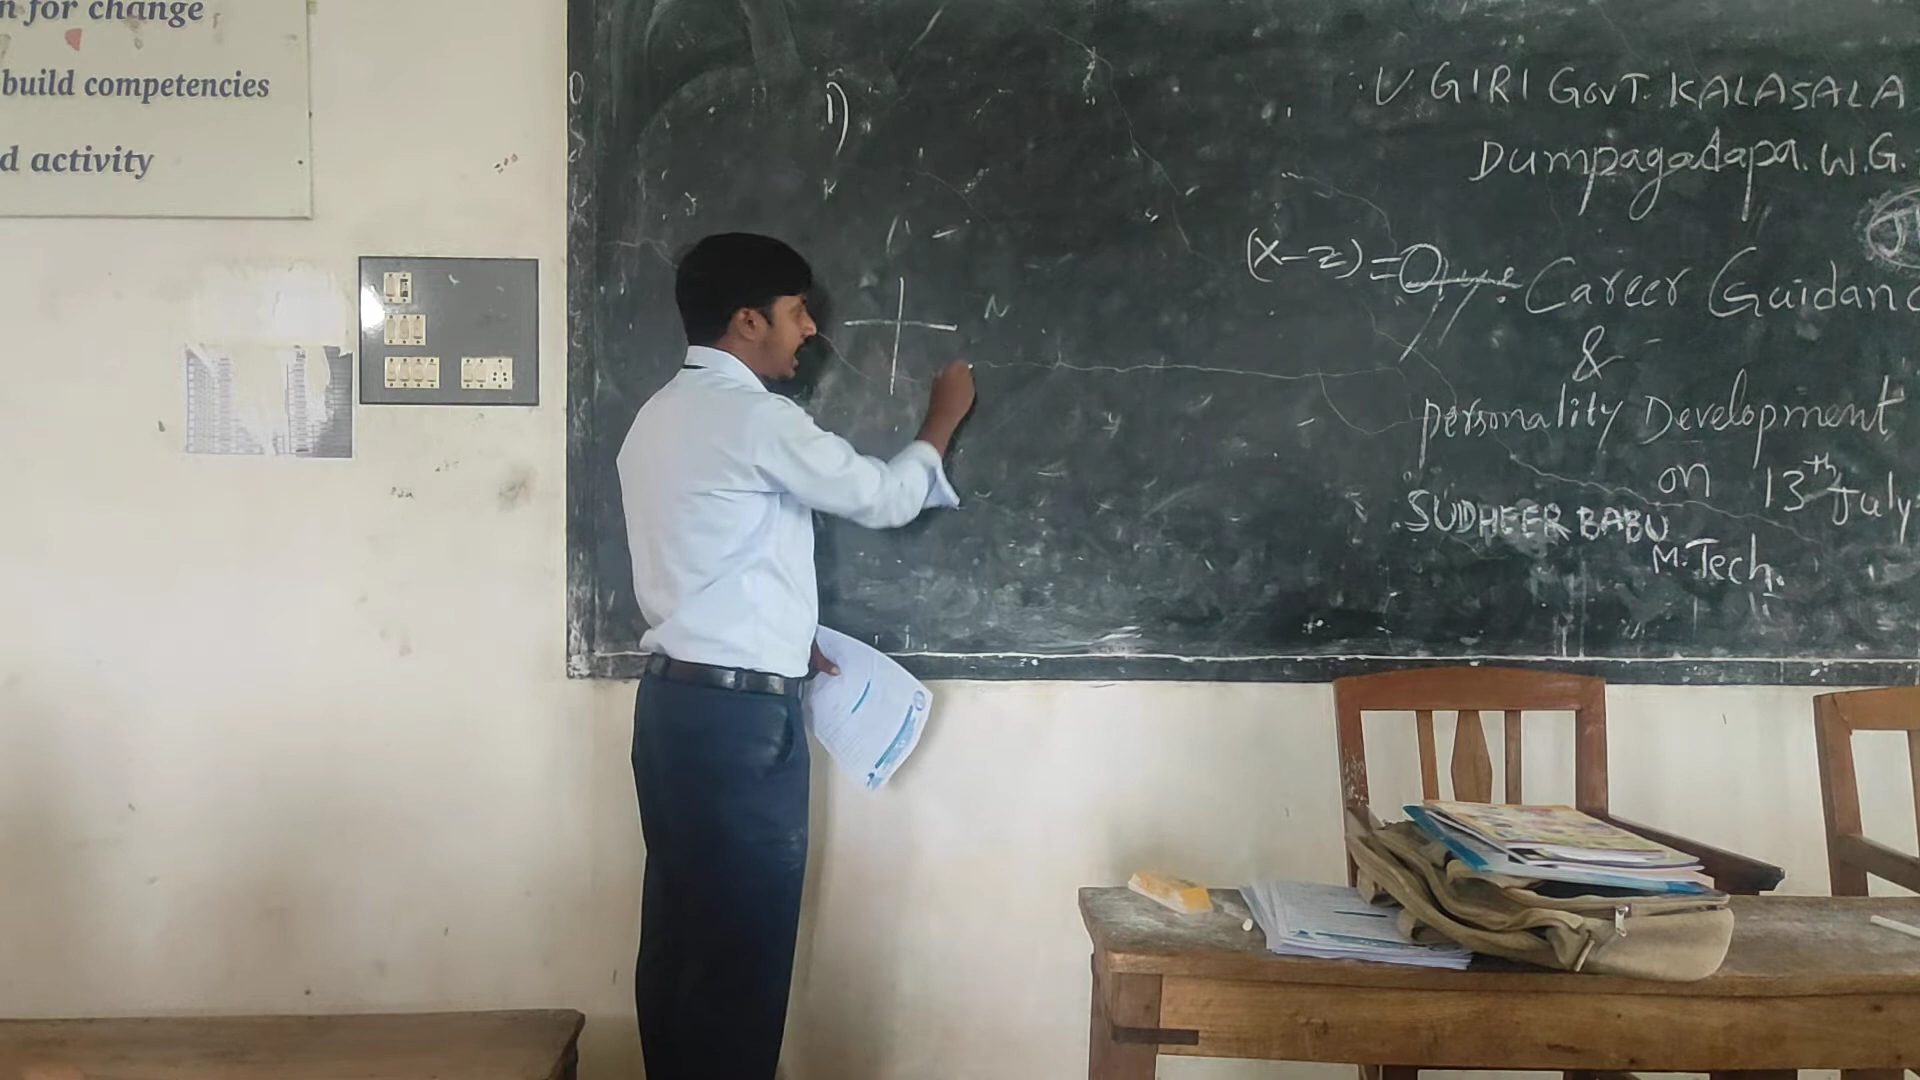 n for change
build competencies
d activity
1)
N
V GIRI GOVT. KALASALA
Dumpagadapa. W.G.
(x-z) =
Career Guidanc
&
Personality Development
on 13th July
SUDHEER BABU
M.Tech.